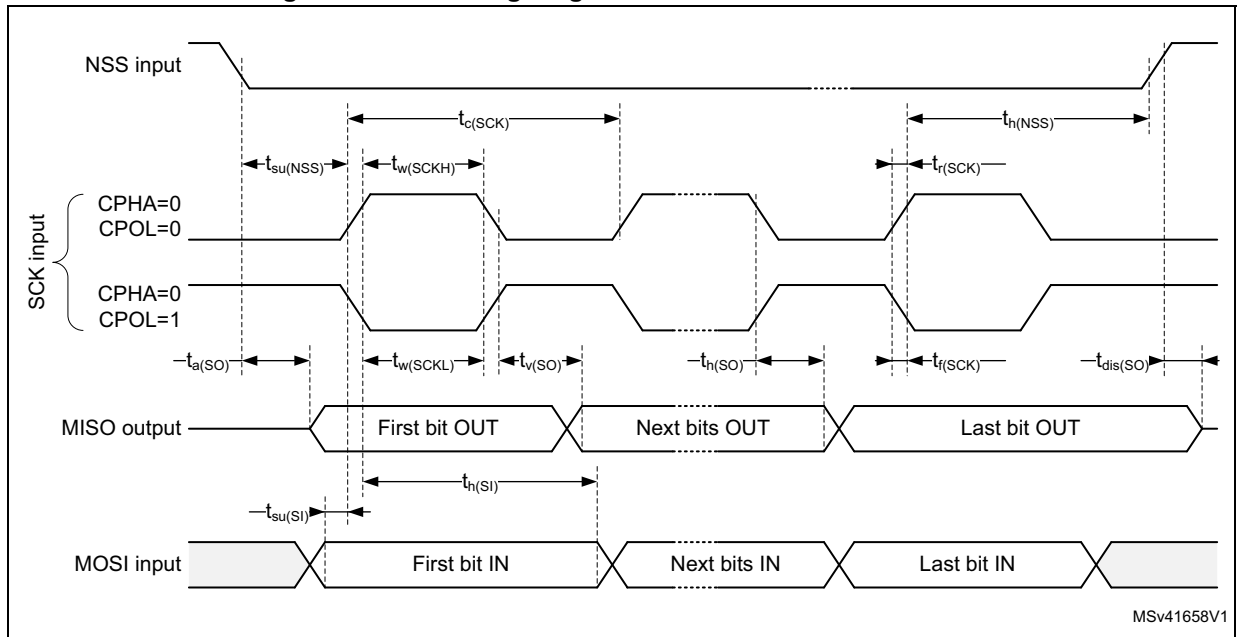 NSS input
tc(SCK)
th(NSS)
tsu(NSS)
tw(SCKH)
tr(SCK)
SCK input
CPHA=0
CPOL=0
CPHA=0
CPOL=1
ta(SO)
tw(SCKL)
tv(SO)
th(SO)
tf(SCK)
tdis(SO)
MISO output
First bit OUT
Next bits OUT
Last bit OUT
th(SI)
tsu(SI)
MOSI input
First bit IN
Next bits IN
Last bit IN
MSv41658V1